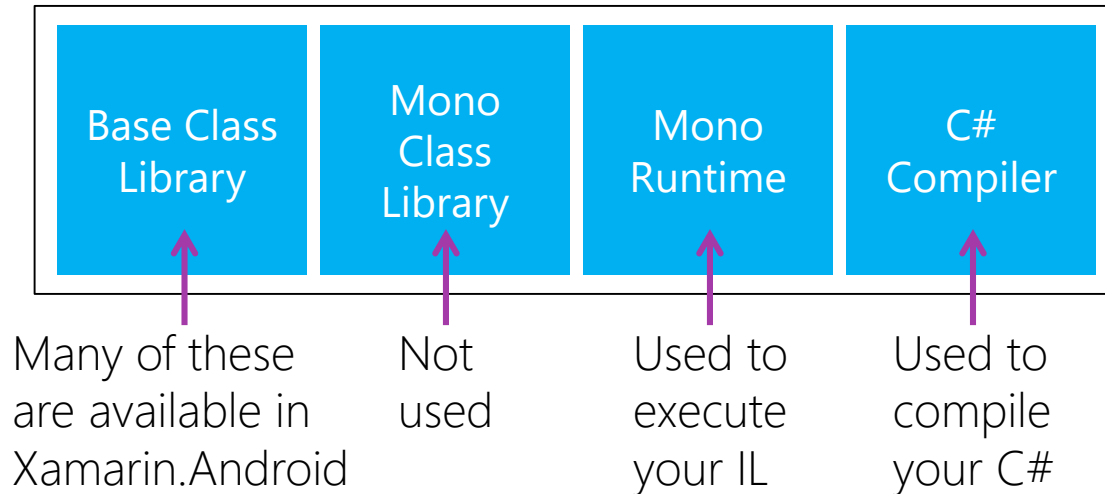 Base Class
Library
Mono
Class
Library
Mono
Runtime
C#
Compiler
Many of these
are available in
Xamarin.Android
Not
used
Used to
execute
your IL
Used to
compile
your C#